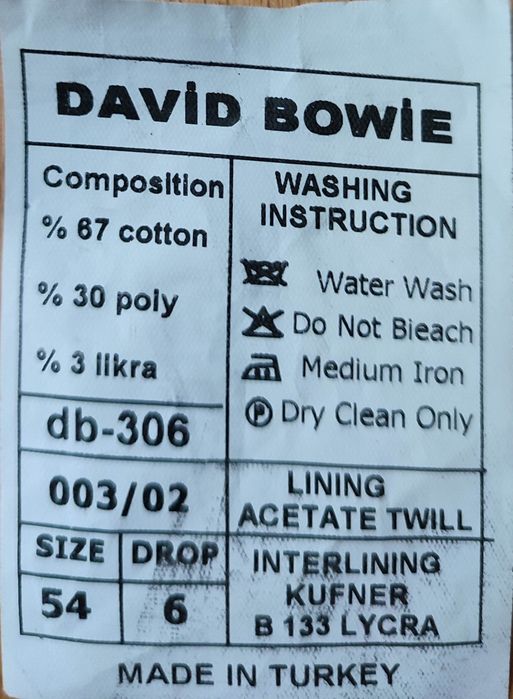 DAVİD BOWİE
Composition
% 67 cotton
% 30 poly
% 3 likra
db-306
003/02
SIZE DROP
54 6
WASHING
INSTRUCTION
Water Wash
Do Not Bleach
Medium Iron
P Dry Clean Only
LINING
ACETATE TWILL
INTERLINING
KUFNER
B 133 LYCRA
MADE IN TURKEY